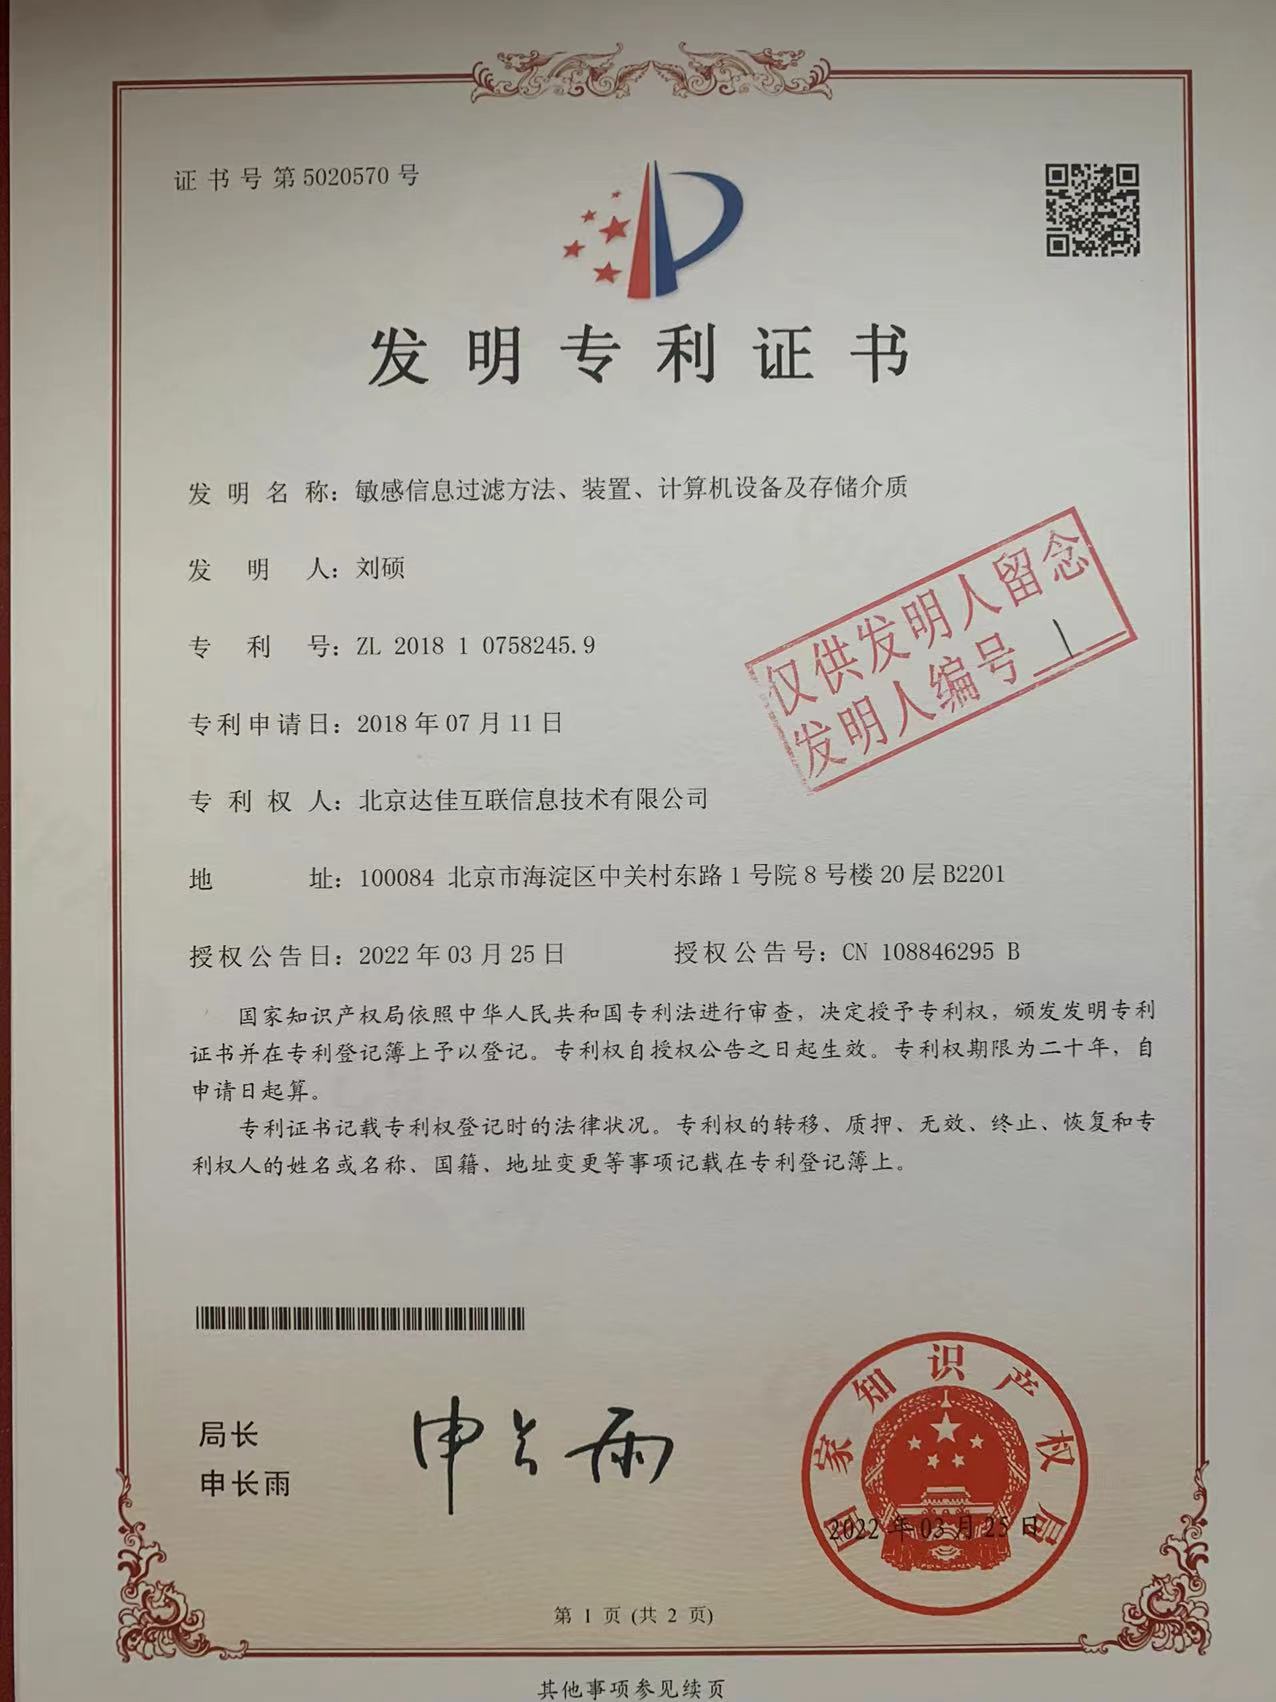 证书号第5020570号
发明专利证书
发明名称：敏感信息过滤方法、装置、计算机设备及存储介质
发明人：刘硕
专利号：ZL 2018 1 0758245.9
专利申请日：2018年07月11日
专利权人：北京达佳互联信息技术有限公司
地址：100084 北京市海淀区中关村东路1号院8号楼20层B2201
授权公告日：2022年03月25日 授权公告号：CN 108846295 B
仅供发明人留念
发明人编号 1
国家知识产权局依照中华人民共和国专利法进行审查，决定授予专利权，颁发发明专利
证书并在专利登记簿上予以登记。专利权自授权公告之日起生效。专利权期限为二十年，自
申请日起算。
专利证书记载专利权登记时的法律状况。专利权的转移、质押、无效、终止、恢复和专
利权人的姓名或名称、国籍、地址变更等事项记载在专利登记簿上。
局长
申长雨
申长雨
国家知识产权局
2022年03月25日
第 1 页 (共 2 页)
其他事项参见续页